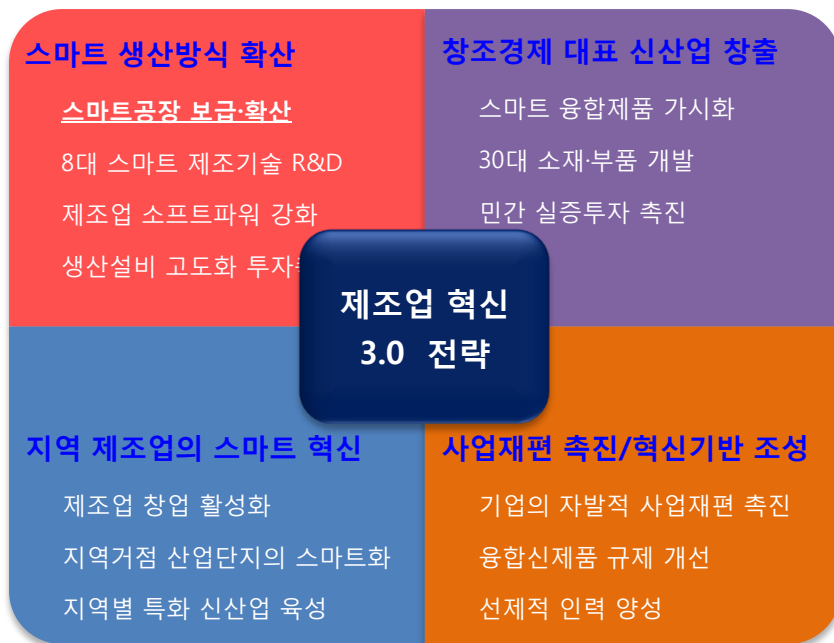 스마트 생산방식 확산
스마트공장 보급·확산
8대 스마트 제조기술 R&D
제조업 소프트파워 강화
생산설비 고도화 투자
창조경제 대표 신산업 창출
스마트 융합제품 가시화
30대 소재·부품 개발
민간 실증투자 촉진
제조업 혁신
3.0 전략
지역 제조업의 스마트 혁신
제조업 창업 활성화
지역거점 산업단지의 스마트화
지역별 특화 신산업 육성
사업재편 촉진/혁신기반 조성
기업의 자발적 사업재편 촉진
융합신제품 규제 개선
선제적 인력 양성